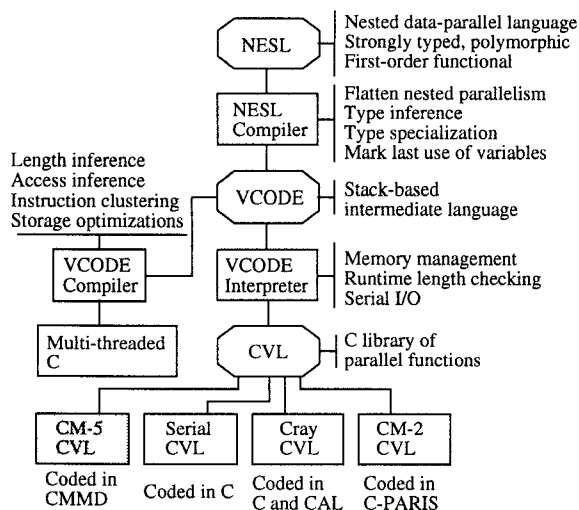 NESL
Nested data-parallel language
Strongly typed, polymorphic
First-order functional
NESL
Compiler
Flatten nested parallelism
Type inference
Type specialization
Mark last use of variables
Length inference
Access inference
Instruction clustering
Storage optimizations
VCODE
Stack-based
intermediate language
VCODE
Compiler
VCODE
Interpreter
Memory management
Runtime length checking
Serial I/O
Multi-threaded
C
CVL
C library of
parallel functions
CM-5
CVL
Serial
CVL
Cray
CVL
CM-2
CVL
Coded in
CMMD
Coded in C
Coded in
C and CAL
Coded in
C-PARIS